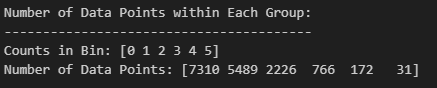 Number of Data Points within Each Group:
---------------------------------------
Counts in Bin: [0 1 2 3 4 5]
Number of Data Points: [7310 5489 2226  766  172   31]